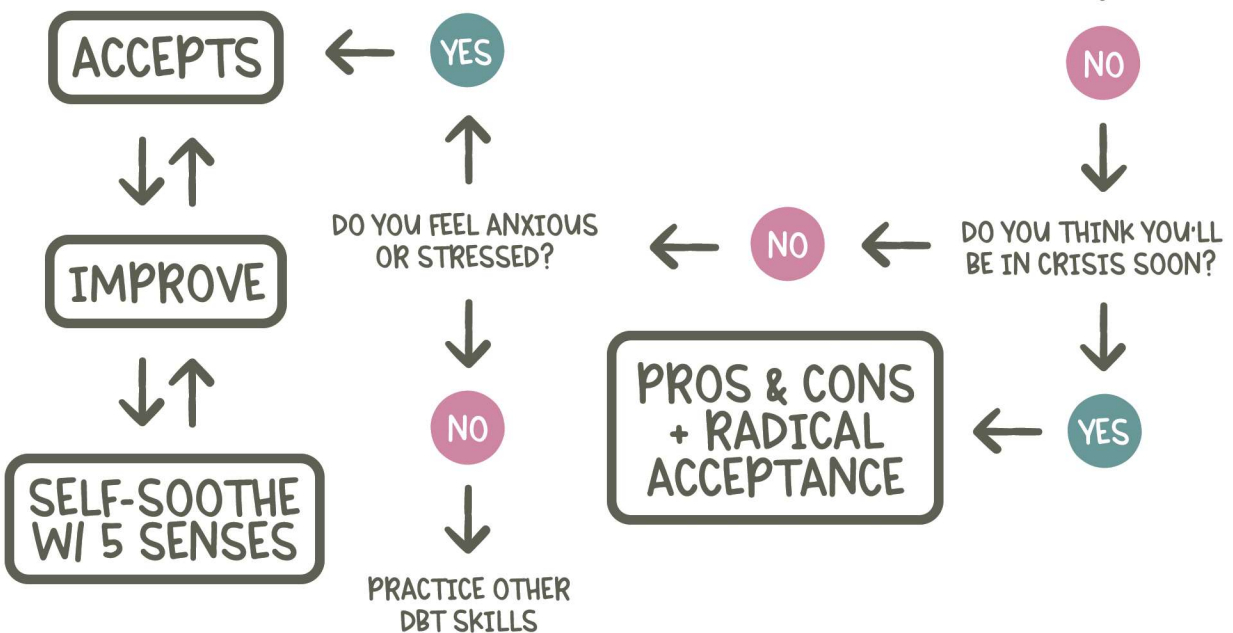 ACCEPTS
YES
NO
DO YOU FEEL ANXIOUS
OR STRESSED?
NO
DO YOU THINK YOU'LL
BE IN CRISIS SOON?
IMPROVE
PROS & CONS
+ RADICAL
ACCEPTANCE
YES
NO
SELF-SOOTHE
W/ 5 SENSES
PRACTICE OTHER
DBT SKILLS